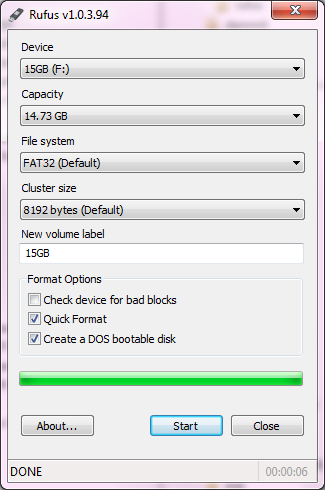 Rufus v1.0.3.94
Device
15GB (F:)
Capacity
14.73 GB
File system
FAT32 (Default)
Cluster size
8192 bytes (Default)
New volume label
15GB
Format Options
Check device for bad blocks
Quick Format
Create a DOS bootable disk
About... Start Close
DONE 00:00:06